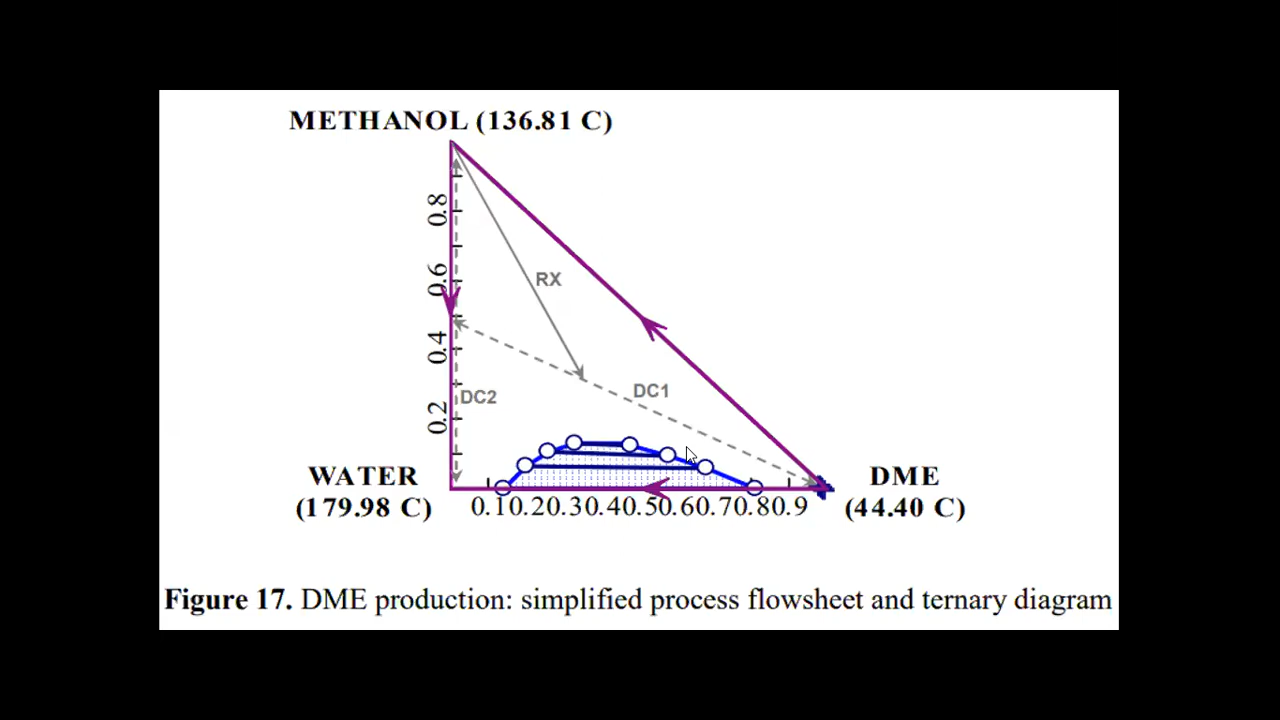 METHANOL (136.81 C)
0.8
RX
0.6
0.4
DC1
DC2
0.2
WATER
(179.98 C)
DME
(44.40 C)
0.10.20.30.40.50.60.70.80.9
Figure 17. DME production: simplified process flowsheet and ternary diagram